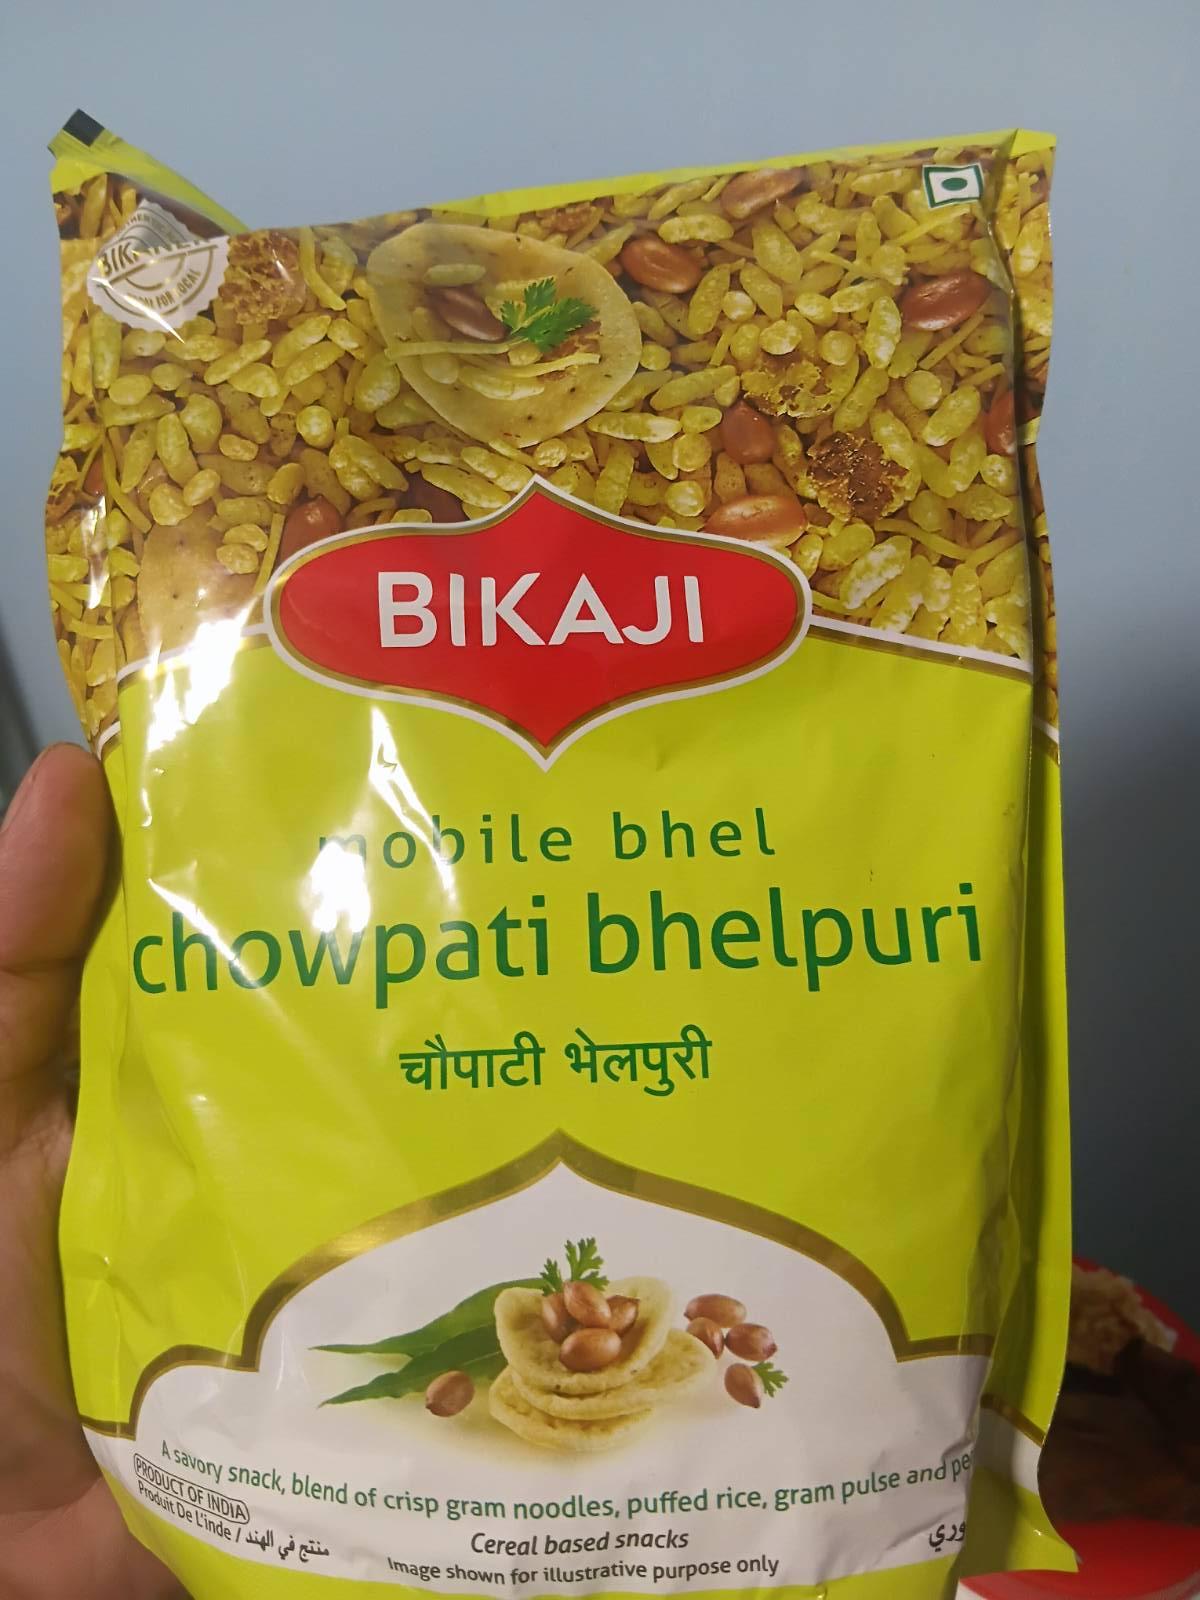 BIKAJI
mobile bhel
chowpati bhelpuri
चौपाटी भेलपुरी
A savory snack, blend of crisp gram noodles, puffed rice, gram pulse and
PRODUCT OF INDIA
Produit De L'inde / منتج في الهند
Cereal based snacks
Image shown for illustrative purpose only